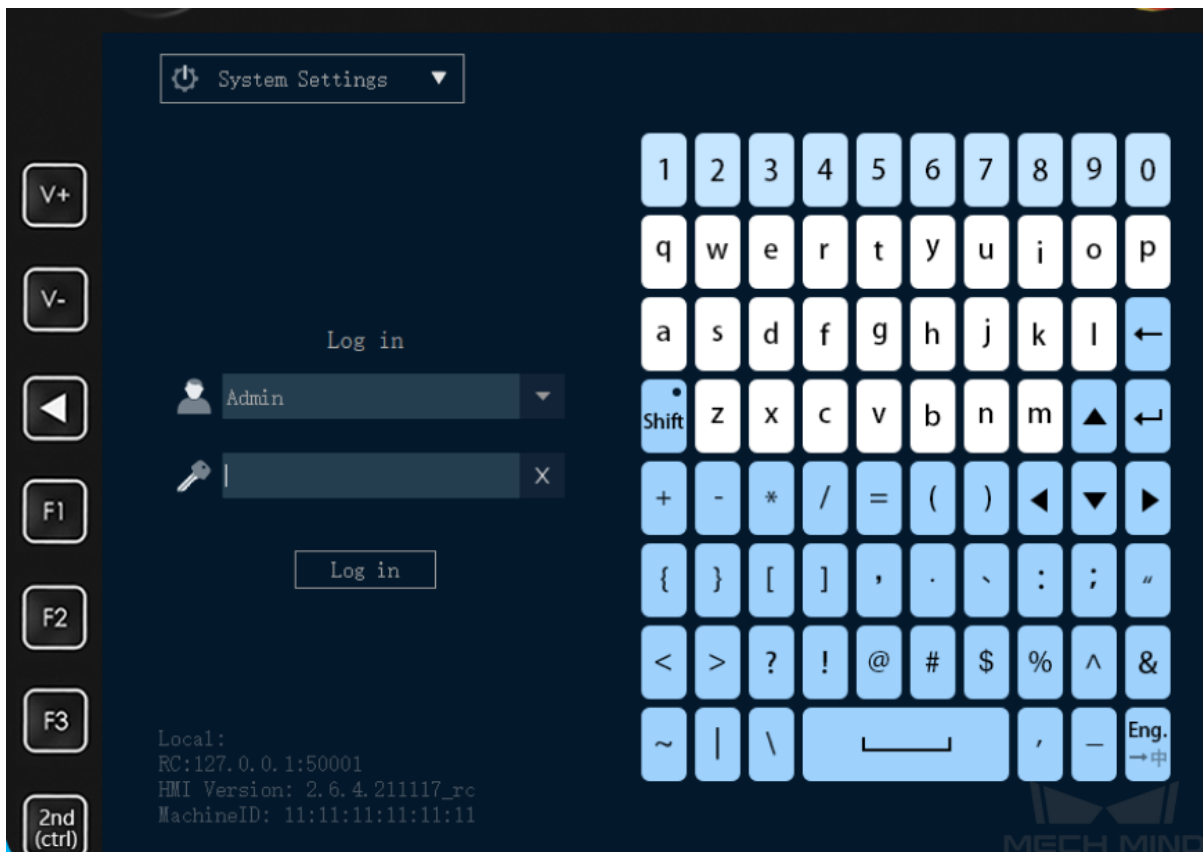 System Settings ▼
V+
V-
◀
F1
F2
F3
2nd
(ctrl)
Log in
Admin
X
Log in
Local:
RC:127.0.0.1:50001
HMI Version: 2.6.4.211117_rc
MachineID: 11:11:11:11:11:11
1 2 3 4 5 6 7 8 9 0
q w e r t y u i o p
a s d f g h j k l ←
Shift z x c v b n m ▲ ↵
+ - * / = ( ) ◀ ▼ ▶
{ } [ ] , . 、 : ; "
< > ? ! @ # $ % ^ &
~ | \ ' _ Eng.
→中
MECH MIND